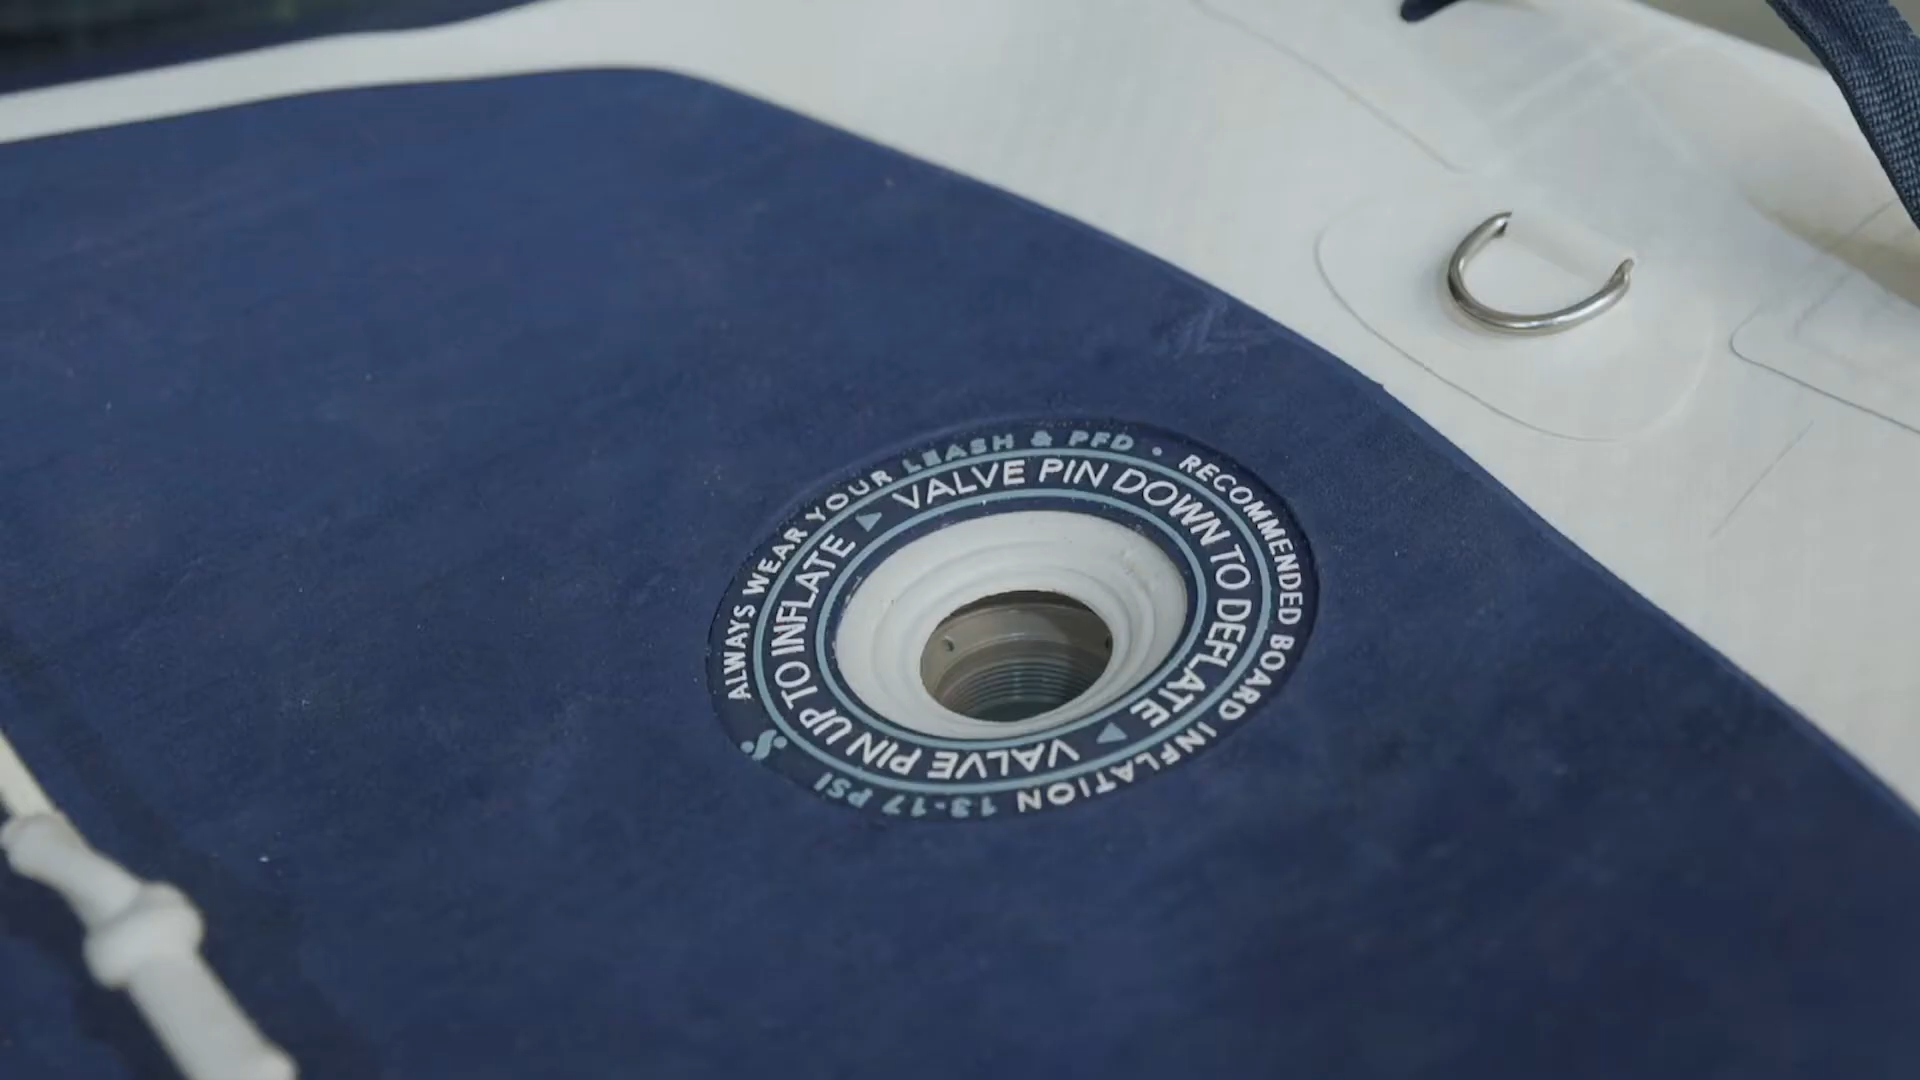 ALWAYS WEAR YOUR LEASH & PFD • RECOMMENDED BOARD INFLATION 13-17 PSI
VALVE PIN UP TO INFLATE ▲ VALVE PIN DOWN TO DEFLATE ▲